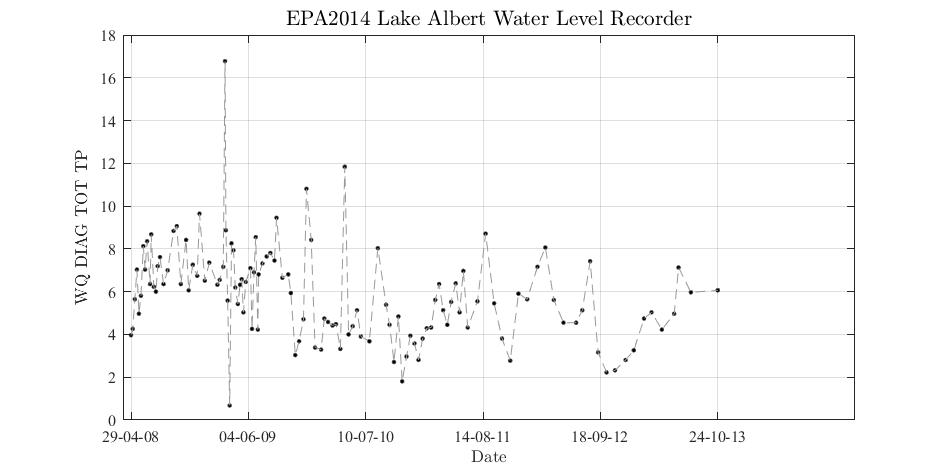 EPA2014 Lake Albert Water Level Recorder
18
16
14
12
10
8
6
4
2
0
WQ DIAG TOT TP
29-04-08 04-06-09 10-07-10 14-08-11 18-09-12 24-10-13
Date